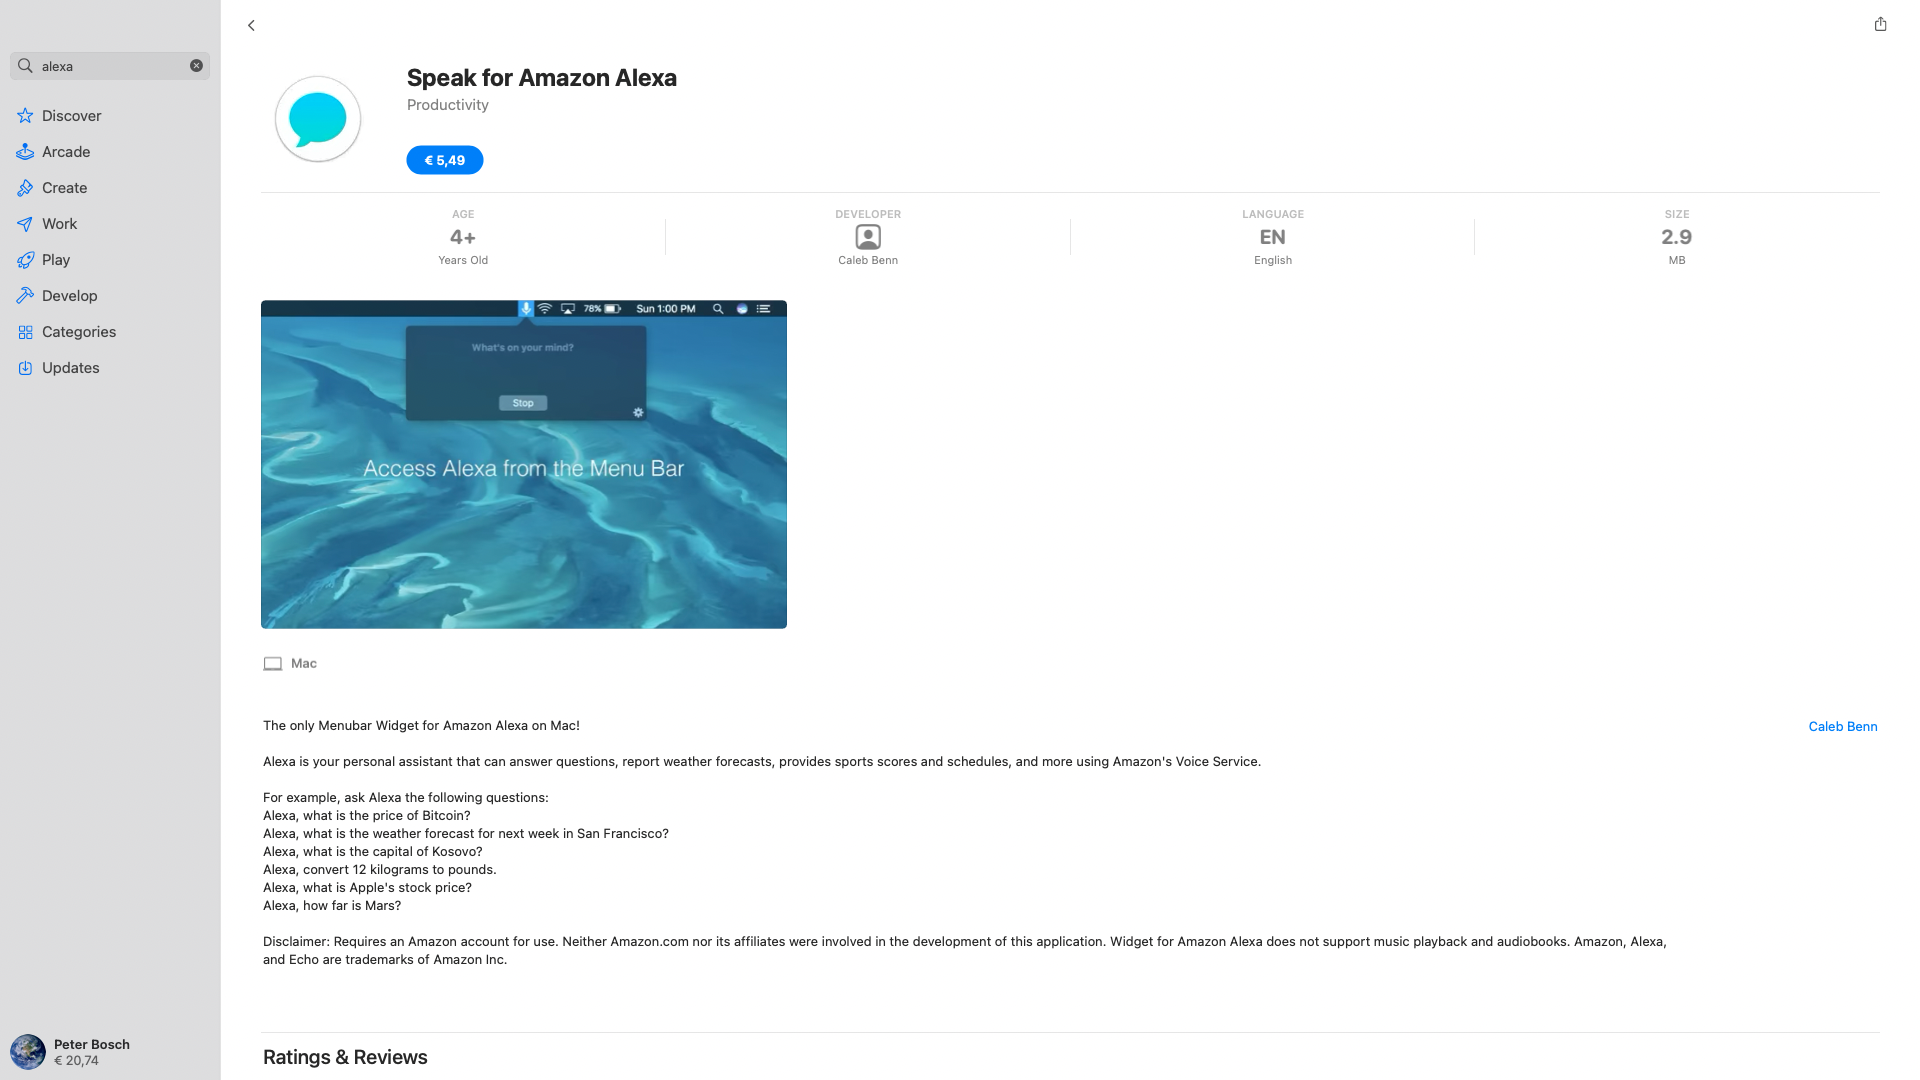 alexa
Discover
Arcade
Create
Work
Play
Develop
Categories
Updates
Peter Bosch
€ 20,74
Speak for Amazon Alexa
Productivity
€ 5,49
AGE
4+
Years Old
DEVELOPER
Caleb Benn
LANGUAGE
EN
English
SIZE
2.9
MB
78%
Sun 1:00 PM
What's on your mind?
Stop
Access Alexa from the Menu Bar
Mac
The only Menubar Widget for Amazon Alexa on Mac!
Caleb Benn
Alexa is your personal assistant that can answer questions, report weather forecasts, provides sports scores and schedules, and more using Amazon's Voice Service.
For example, ask Alexa the following questions:
Alexa, what is the price of Bitcoin?
Alexa, what is the weather forecast for next week in San Francisco?
Alexa, what is the capital of Kosovo?
Alexa, convert 12 kilograms to pounds.
Alexa, what is Apple's stock price?
Alexa, how far is Mars?
Disclaimer: Requires an Amazon account for use. Neither Amazon.com nor its affiliates were involved in the development of this application. Widget for Amazon Alexa does not support music playback and audiobooks. Amazon, Alexa,
and Echo are trademarks of Amazon Inc.
Ratings & Reviews